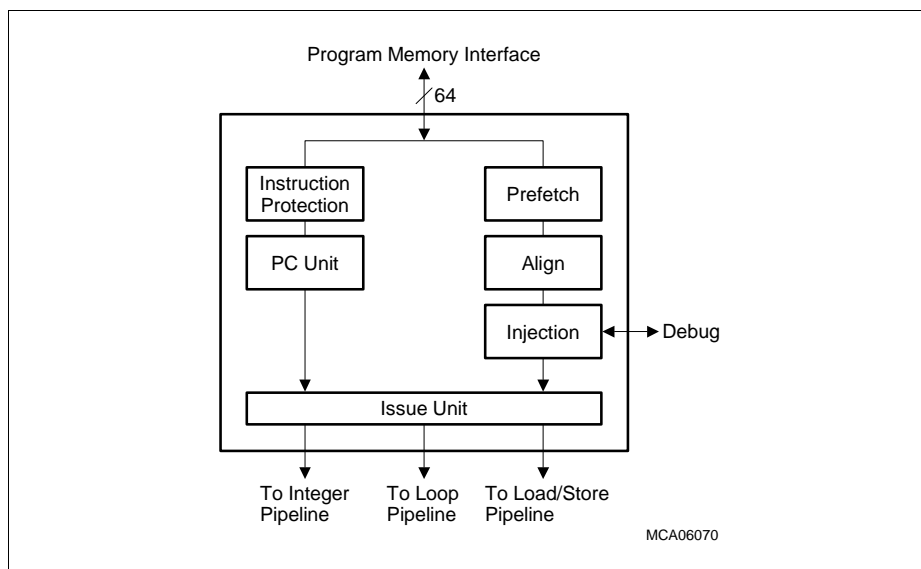 Program Memory Interface
64
Instruction
Protection
Prefetch
PC Unit
Align
Injection
Debug
Issue Unit
To Integer
Pipeline
To Loop
Pipeline
To Load/Store
Pipeline
MCA06070